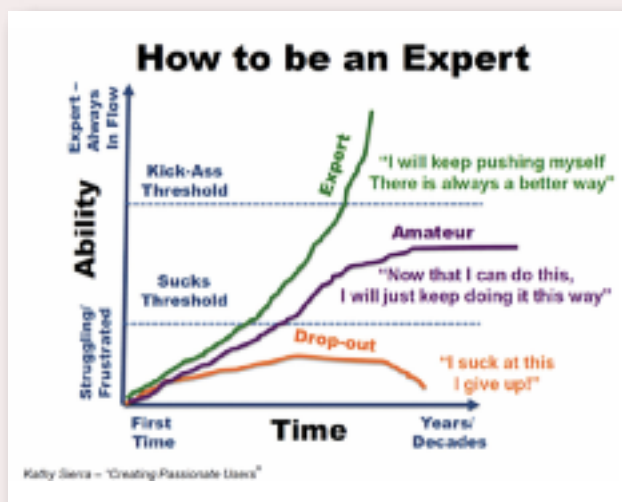 How to be an Expert
Expert –
Always
In Flow
Kick-Ass
Threshold
Expert
"I will keep pushing myself
There is always a better way"
Ability
Amateur
Sucks
Threshold
"Now that I can do this,
I will just keep doing it this way"
Struggling/
Frustrated
Drop-out
"I suck at this
I give up!"
First
Time
Time
Years/
Decades
Kathy Sierra – "Creating Passionate Users"